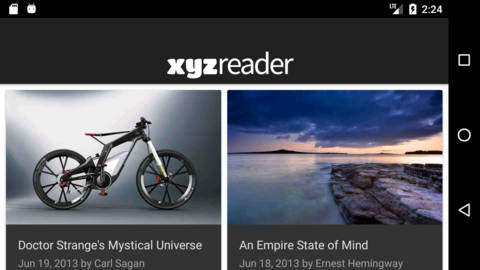 LTE 2:24
xyzreader
Doctor Strange's Mystical Universe
Jun 19, 2013 by Carl Sagan
An Empire State of Mind
Jun 18, 2013 by Ernest Hemingway